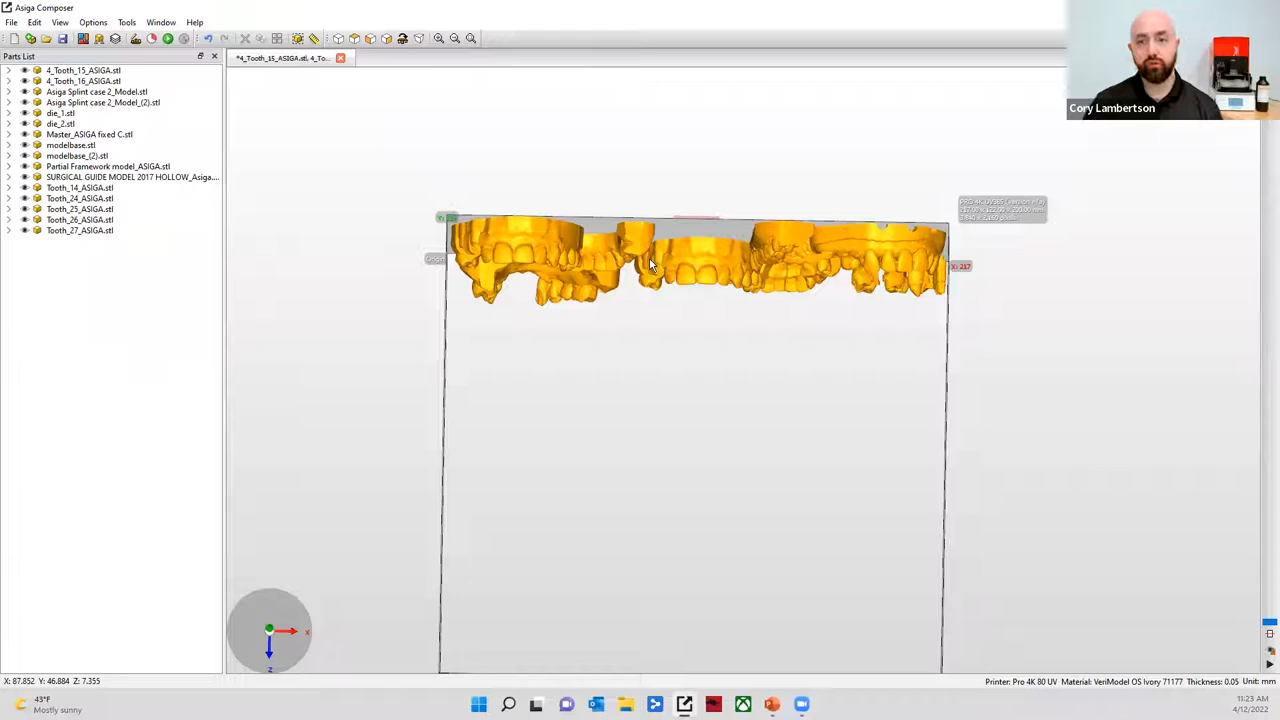 Asiga Composer
File Edit View Options Tools Window Help
Parts List
*4_Tooth_15_ASIGA.stl, 4_To...
4_Tooth_15_ASIGA.stl
4_Tooth_16_ASIGA.stl
Asiga Splint case 2_Model.stl
Asiga Splint case 2_Model_(2).stl
die_1.stl
die_2.stl
Master_ASIGA fixed C.stl
modelbase.stl
modelbase_(2).stl
Partial Framework model_ASIGA.stl
SURGICAL GUIDE MODEL 2017 HOLLOW_Asiga....
Tooth_14_ASIGA.stl
Tooth_24_ASIGA.stl
Tooth_25_ASIGA.stl
Tooth_26_ASIGA.stl
Tooth_27_ASIGA.stl
Cory Lambertson
Origin
X: 217
x
z
X: 87.852 Y: 46.884 Z: 7.355
Printer: Pro 4K 80 UV Material: VeriModel OS Ivory 71177 Thickness: 0.05 Unit: mm
43°F
Mostly sunny
11:23 AM
4/12/2022